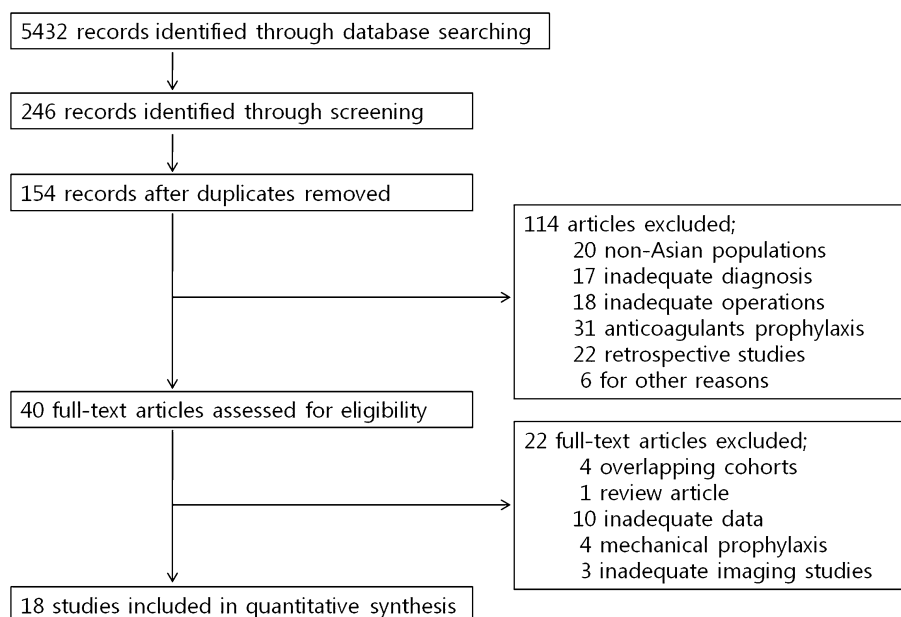 5432 records identified through database searching
246 records identified through screening
154 records after duplicates removed
114 articles excluded;
20 non-Asian populations
17 inadequate diagnosis
18 inadequate operations
31 anticoagulants prophylaxis
22 retrospective studies
6 for other reasons
40 full-text articles assessed for eligibility
22 full-text articles excluded;
4 overlapping cohorts
1 review article
10 inadequate data
4 mechanical prophylaxis
3 inadequate imaging studies
18 studies included in quantitative synthesis